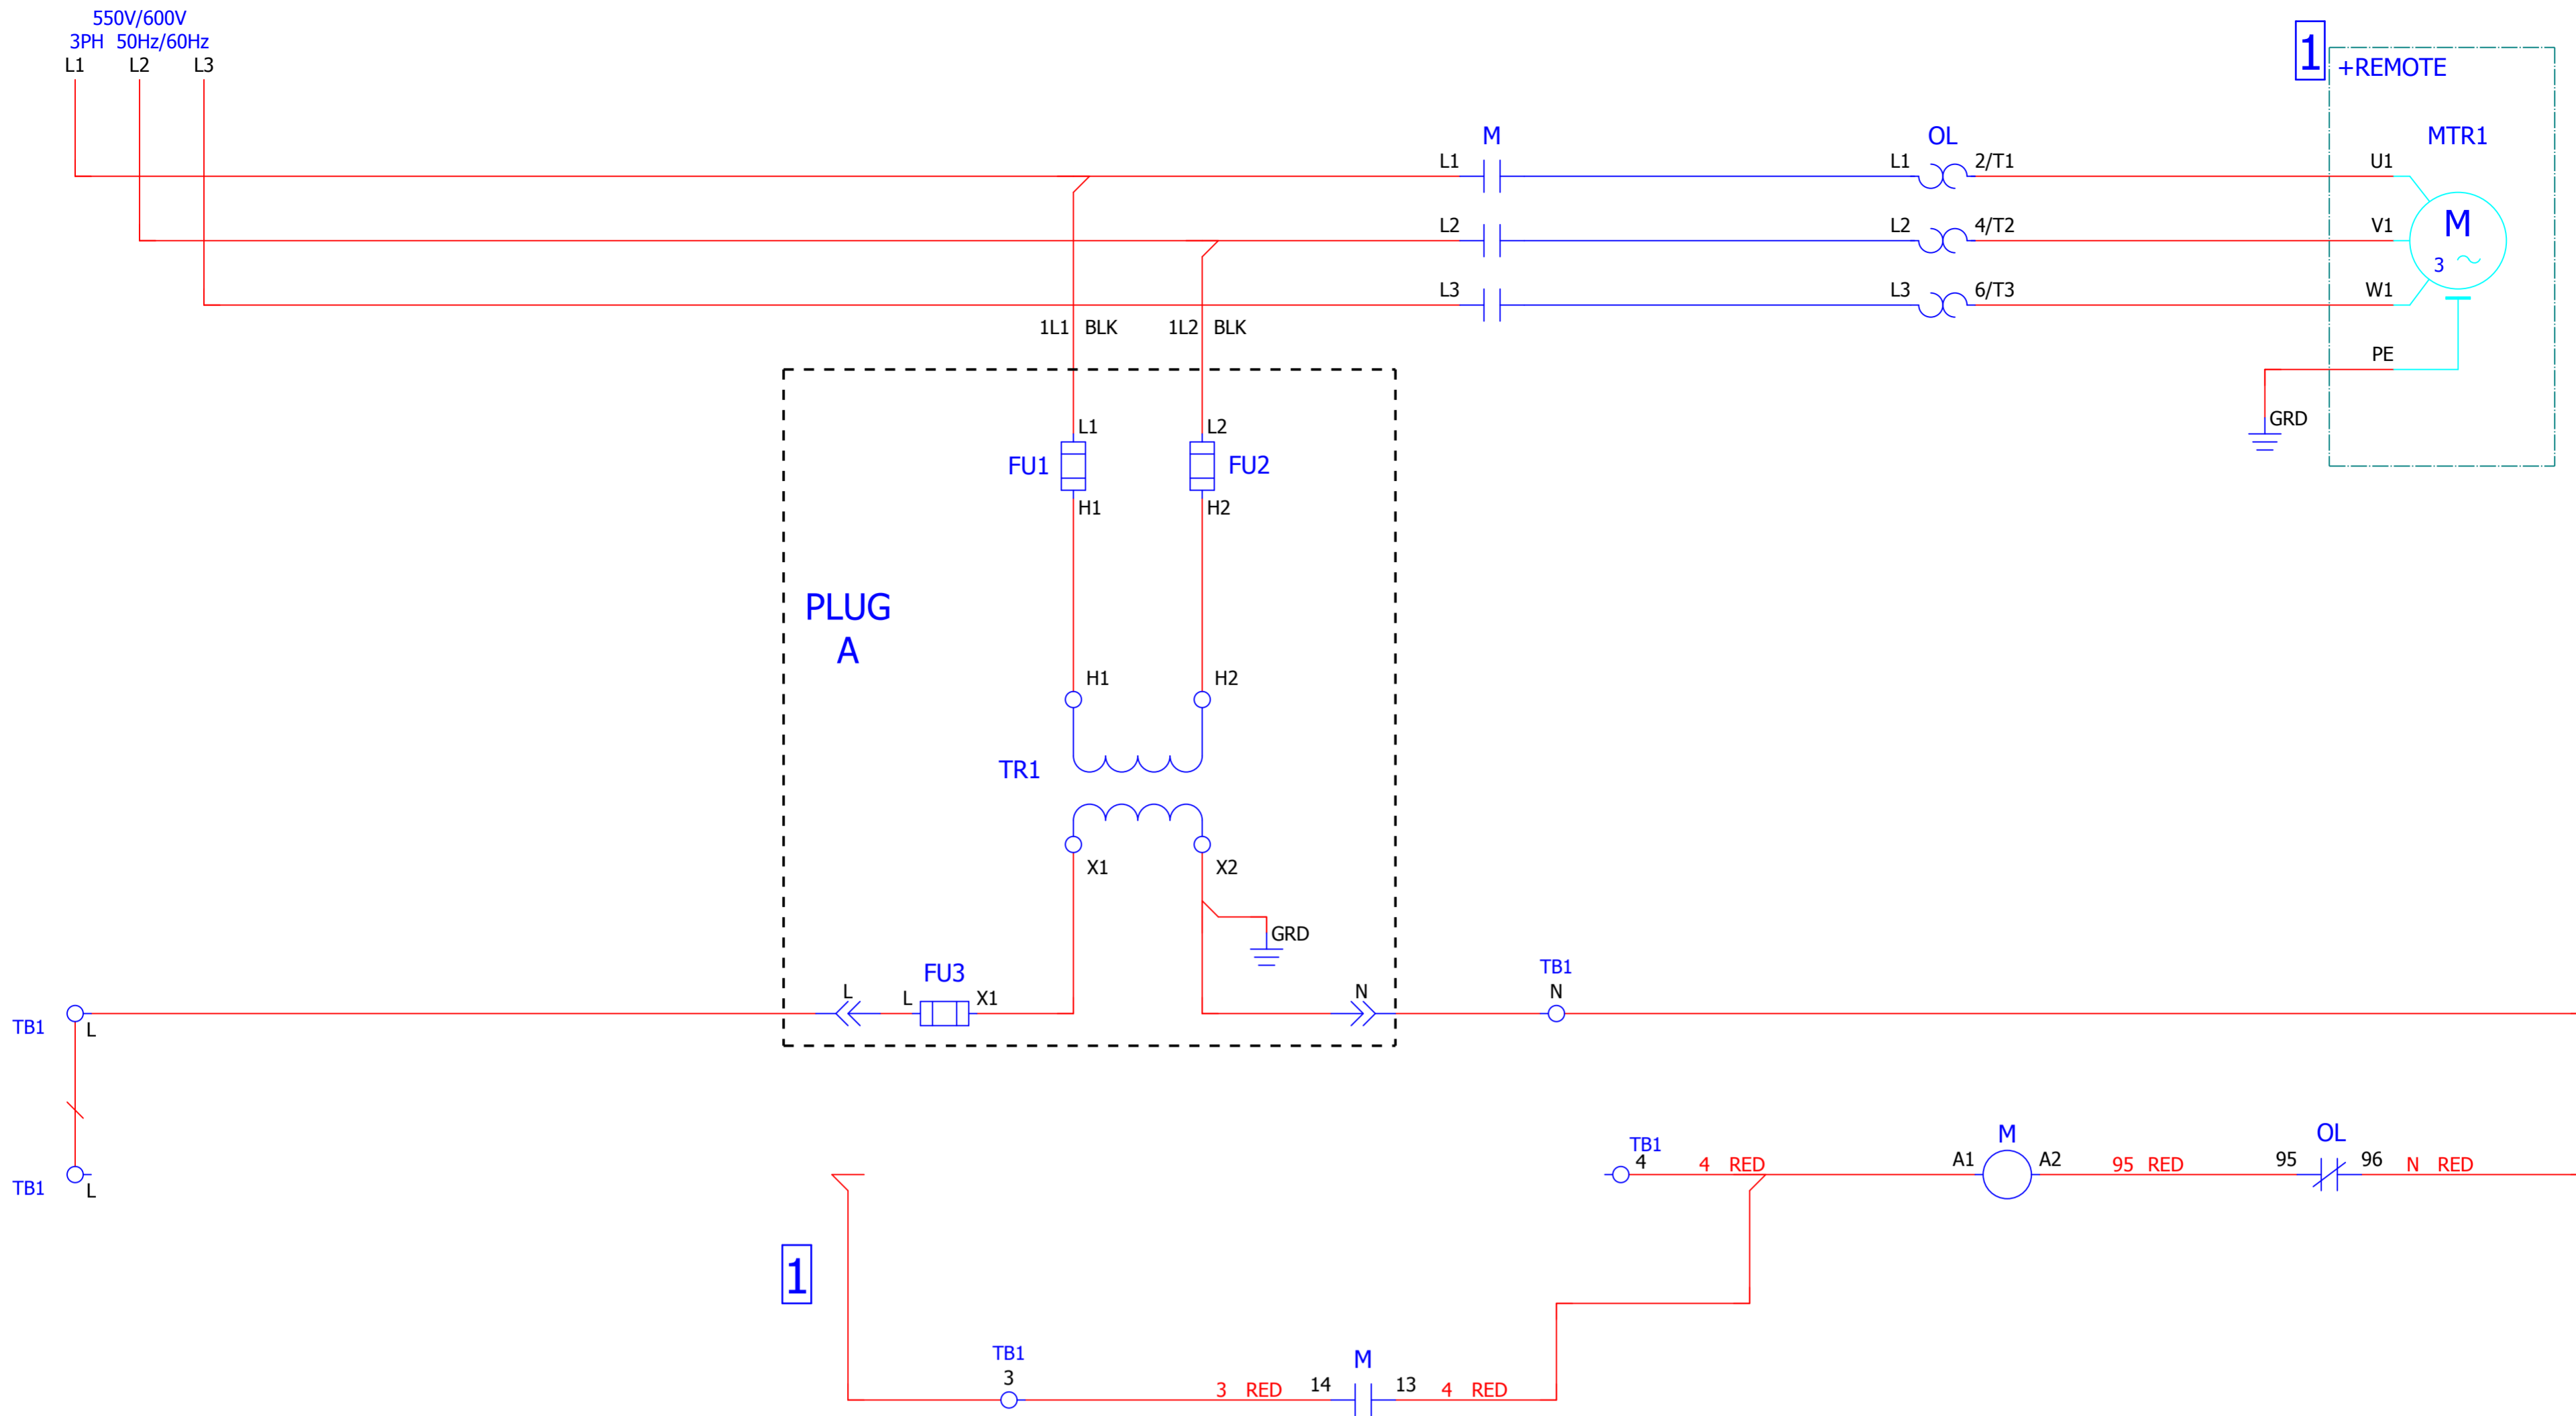 550V/600V
3PH 50Hz/60Hz
L1 L2 L3
1
+REMOTE
M OL MTR1
L1 L1 2/T1 U1
M
L2 L2 4/T2 V1
3
L3 L3 6/T3 W1
1L1 BLK 1L2 BLK
PE
GRD
L1 L2
FU1 FU2
H1 H2
PLUG
A
H1 H2
TR1
X1 X2
GRD
FU3
TB1
L L X1 N N
TB1 L
M OL
TB1
4 4 RED A1 A2 95 RED 95 96 N RED
TB1 L
1
TB1 M
3 3 RED 14 13 4 RED